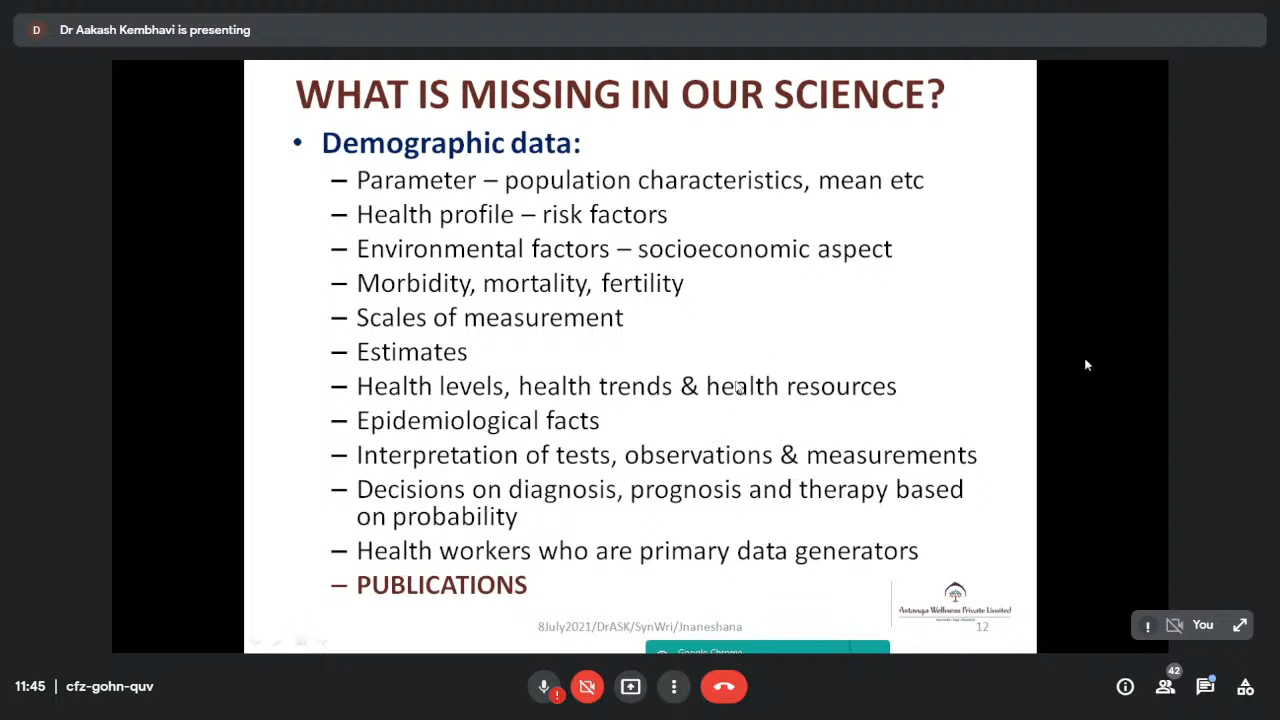 D Dr Aakash Kembhavi is presenting
WHAT IS MISSING IN OUR SCIENCE?
• Demographic data:
– Parameter – population characteristics, mean etc
– Health profile – risk factors
– Environmental factors – socioeconomic aspect
– Morbidity, mortality, fertility
– Scales of measurement
– Estimates
– Health levels, health trends & health resources
– Epidemiological facts
– Interpretation of tests, observations & measurements
– Decisions on diagnosis, prognosis and therapy based
on probability
– Health workers who are primary data generators
– PUBLICATIONS
Astanga Wellness Private Limited
8July2021/DrASK/SynWri/Jnaneshana
12
You
Google Chrome
11:45 | cfz-gohn-quv
42